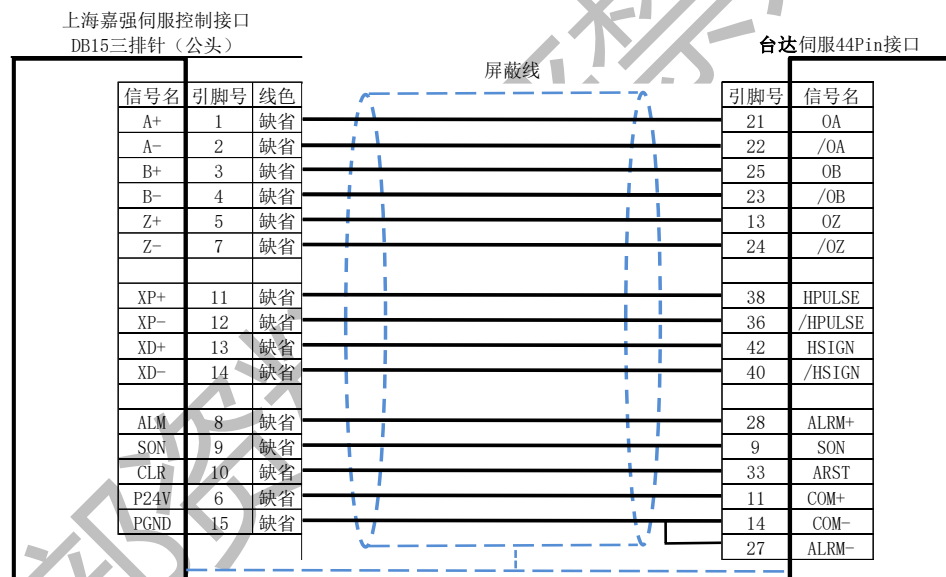 上海嘉强伺服控制接口
DB15三排针（公头）
台达伺服44Pin接口
屏蔽线
信号名 引脚号 线色 引脚号 信号名
A+ 1 缺省 21 OA
A- 2 缺省 22 /OA
B+ 3 缺省 25 OB
B- 4 缺省 23 /OB
Z+ 5 缺省 13 OZ
Z- 7 缺省 24 /OZ
XP+ 11 缺省 38 HPULSE
XP- 12 缺省 36 /HPULSE
XD+ 13 缺省 42 HSIGN
XD- 14 缺省 40 /HSIGN
ALM 8 缺省 28 ALRM+
SON 9 缺省 9 SON
CLR 10 缺省 33 ARST
P24V 6 缺省 11 COM+
PGND 15 缺省 14 COM-
27 ALRM-